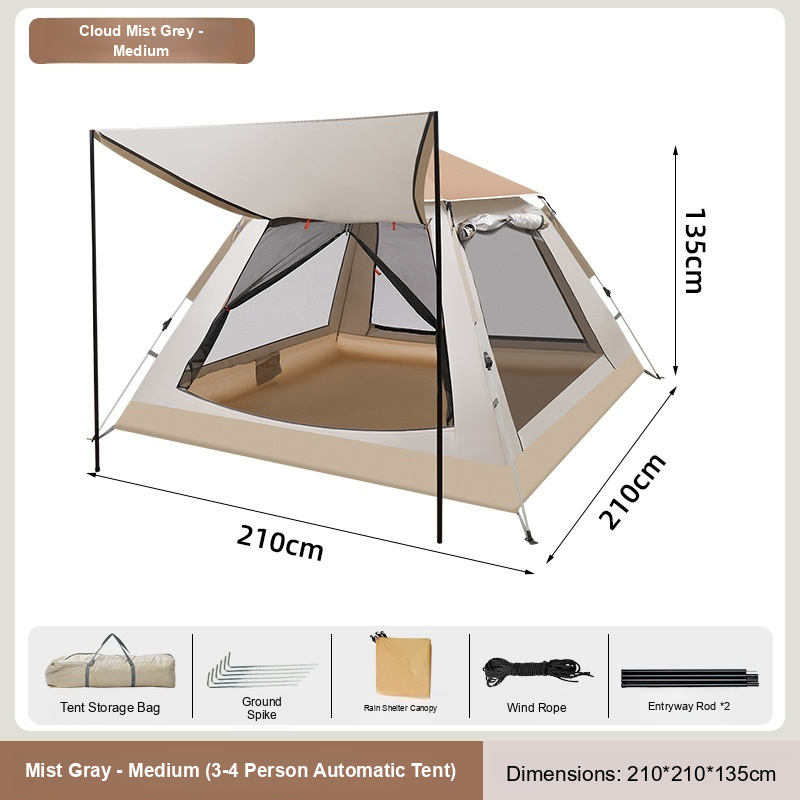 Cloud Mist Grey -
Medium
135cm
210cm
210cm
Tent Storage Bag
Ground
Spike
Rain Shelter Canopy
Wind Rope
Entryway Rod *2
Mist Gray - Medium (3-4 Person Automatic Tent)
Dimensions: 210*210*135cm